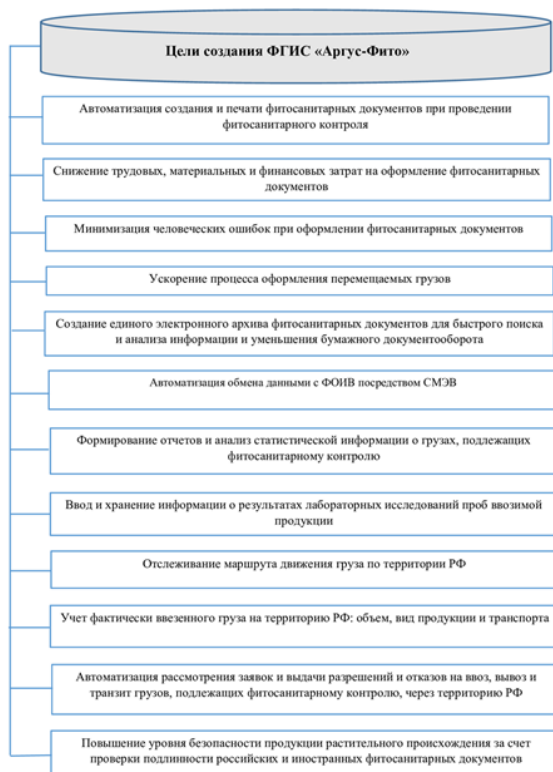 Цели создания ФГИС «Аргус-Фито»
Автоматизация создания и печати фитосанитарных документов при проведении
фитосанитарного контроля
Снижение трудовых, материальных и финансовых затрат на оформление фитосанитарных
документов
Минимизация человеческих ошибок при оформлении фитосанитарных документов
Ускорение процесса оформления перемещаемых грузов
Создание единого электронного архива фитосанитарных документов для быстрого поиска
и анализа информации и уменьшения бумажного документооборота
Автоматизация обмена данными с ФОИВ посредством СМЭВ
Формирование отчетов и анализ статистической информации о грузах, подлежащих
фитосанитарному контролю
Ввод и хранение информации о результатах лабораторных исследований проб ввозимой
продукции
Отслеживание маршрута движения груза по территории РФ
Учет фактически ввезенного груза на территорию РФ: объем, вид продукции и транспорта
Автоматизация рассмотрения заявок и выдачи разрешений и отказов на ввоз, вывоз и
транзит грузов, подлежащих фитосанитарному контролю, через территорию РФ
Повышение уровня безопасности продукции растительного происхождения за счет
проверки подлинности российских и иностранных фитосанитарных документов